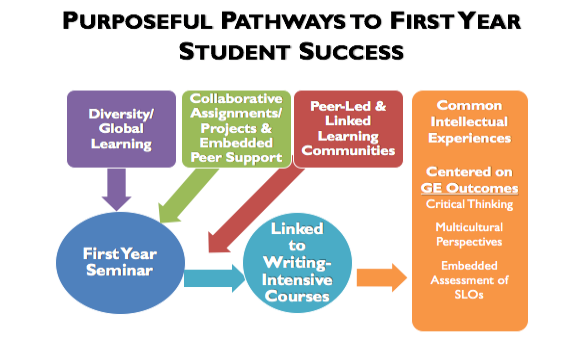 PURPOSEFUL PATHWAYS TO FIRST YEAR
STUDENT SUCCESS
Diversity/
Global
Learning
Collaborative
Assignments/
Projects &
Embedded
Peer Support
Peer-Led &
Linked
Learning
Communities
Common
Intellectual
Experiences
Centered on
GE Outcomes
Critical Thinking
Multicultural
Perspectives
Embedded
Assessment of
SLOs
First Year
Seminar
Linked
to
Writing-
Intensive
Courses